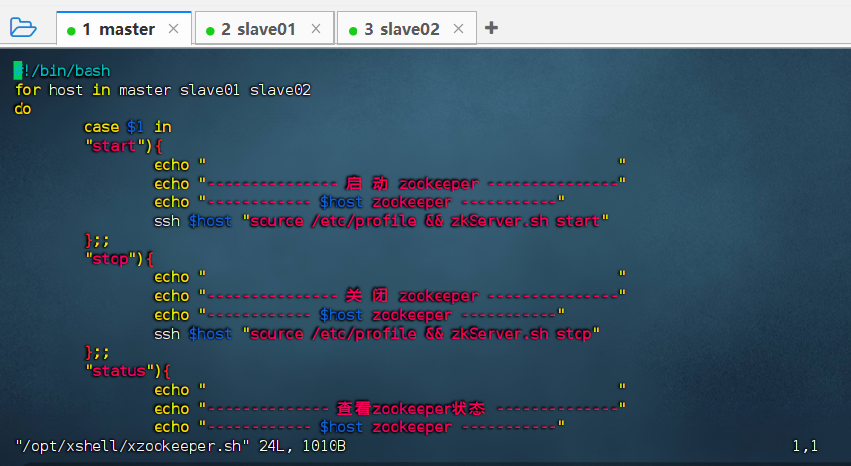 1 master × 2 slave01 × 3 slave02 × +
#!/bin/bash
for host in master slave01 slave02
do
        case $1 in
        "start"){
                echo "                                                "
                echo "--------------- 启 动 zookeeper ---------------"
                echo "------------ $host zookeeper -----------"
                ssh $host "source /etc/profile && zkServer.sh start"
        };;
        "stop"){
                echo "                                                "
                echo "--------------- 关 闭 zookeeper ---------------"
                echo "------------ $host zookeeper -----------"
                ssh $host "source /etc/profile && zkServer.sh stop"
        };;
        "status"){
                echo "                                                "
                echo "-------------- 查看zookeeper状态 --------------"
                echo "------------ $host zookeeper -----------"
"/opt/xshell/xzookeeper.sh" 24L, 1010B 1,1